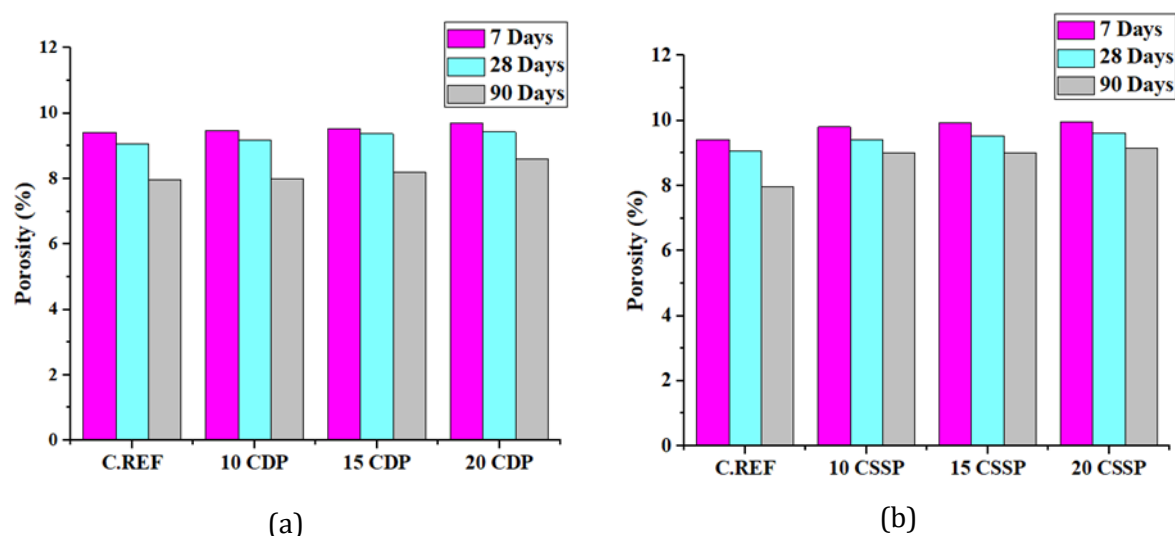 7 Days
28 Days
90 Days
12
10
8
6
4
2
0
Porosity (%)
C.REF 10 CDP 15 CDP 20 CDP
(a)
7 Days
28 Days
90 Days
12
10
8
6
4
2
0
Porosity (%)
C.REF 10 CSSP 15 CSSP 20 CSSP
(b)